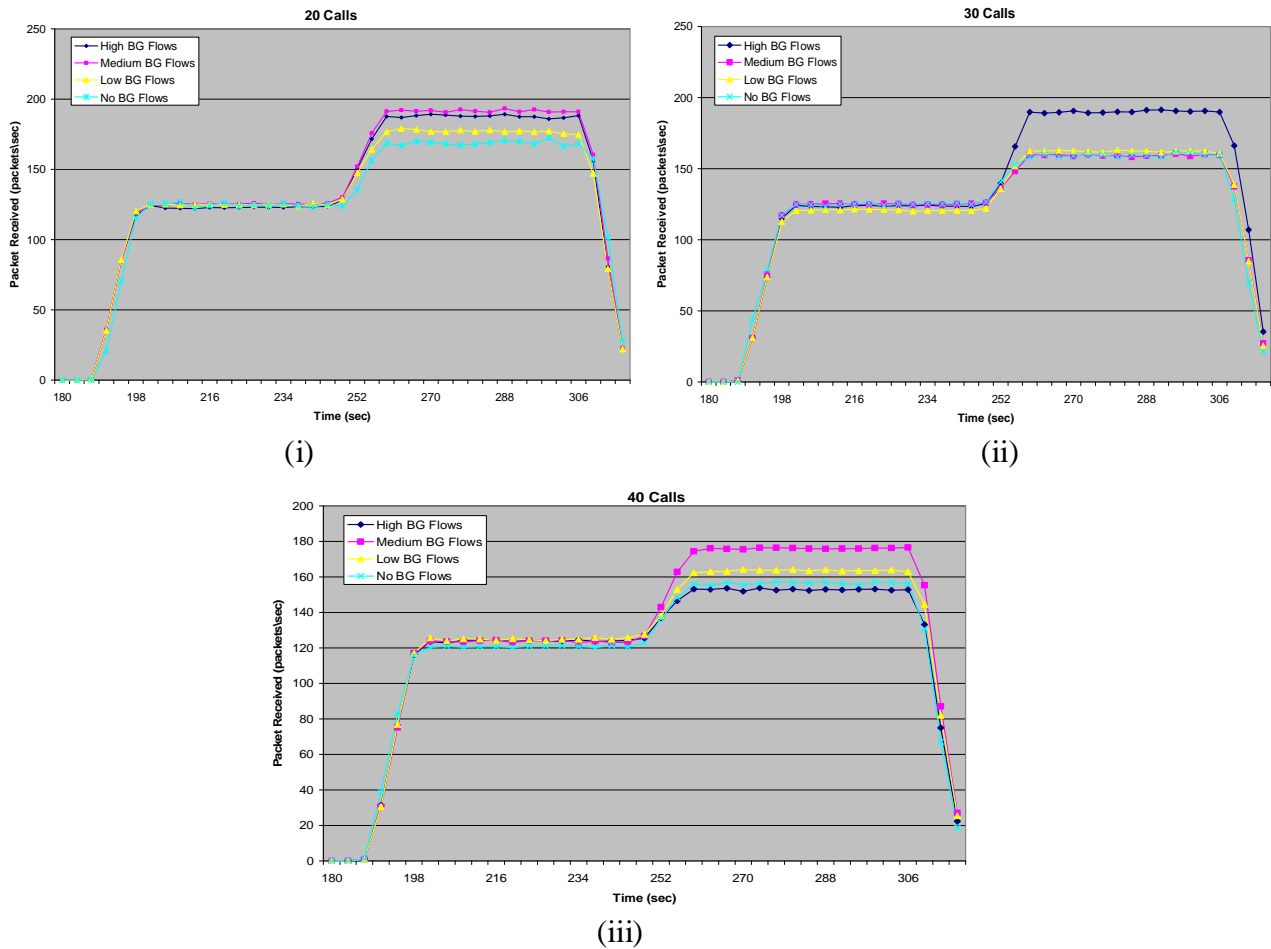 20 Calls
250
200
150
100
50
0
Packet Received (packets\sec)
High BG Flows
Medium BG Flows
Low BG Flows
No BG Flows
180 198 216 234 252 270 288 306
Time (sec)
(i)
30 Calls
250
200
150
100
50
0
Packet Received (packets\sec)
High BG Flows
Medium BG Flows
Low BG Flows
No BG Flows
180 198 216 234 252 270 288 306
Time (sec)
(ii)
40 Calls
200
180
160
140
120
100
80
60
40
20
0
Packet Received (packets\sec)
High BG Flows
Medium BG Flows
Low BG Flows
No BG Flows
180 198 216 234 252 270 288 306
Time (sec)
(iii)